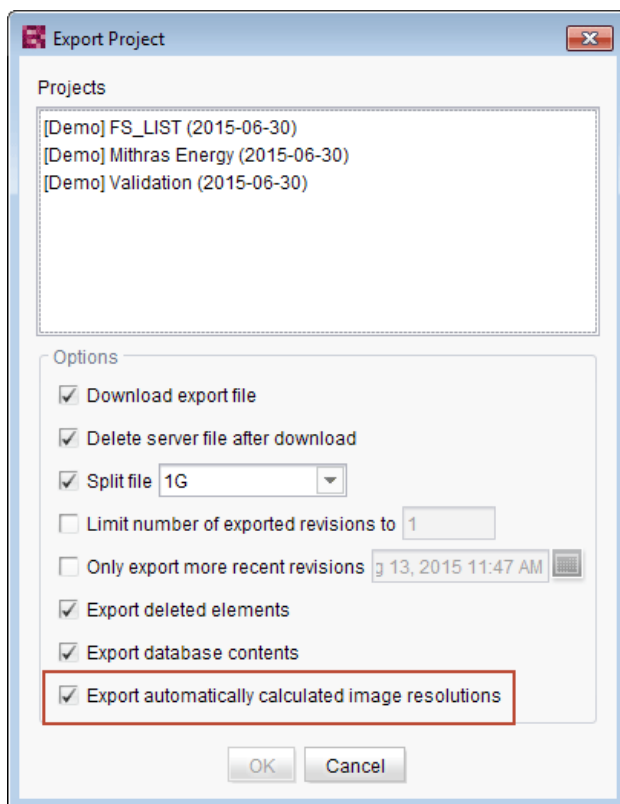 Export Project
Projects
[Demo] FS_LIST (2015-06-30)
[Demo] Mithras Energy (2015-06-30)
[Demo] Validation (2015-06-30)
Options
Download export file
Delete server file after download
Split file 1G
Limit number of exported revisions to 1
Only export more recent revisions g 13, 2015 11:47 AM
Export deleted elements
Export database contents
Export automatically calculated image resolutions
OK Cancel